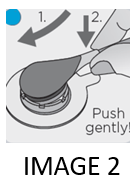 1. 2.
Push
gently!
IMAGE 2